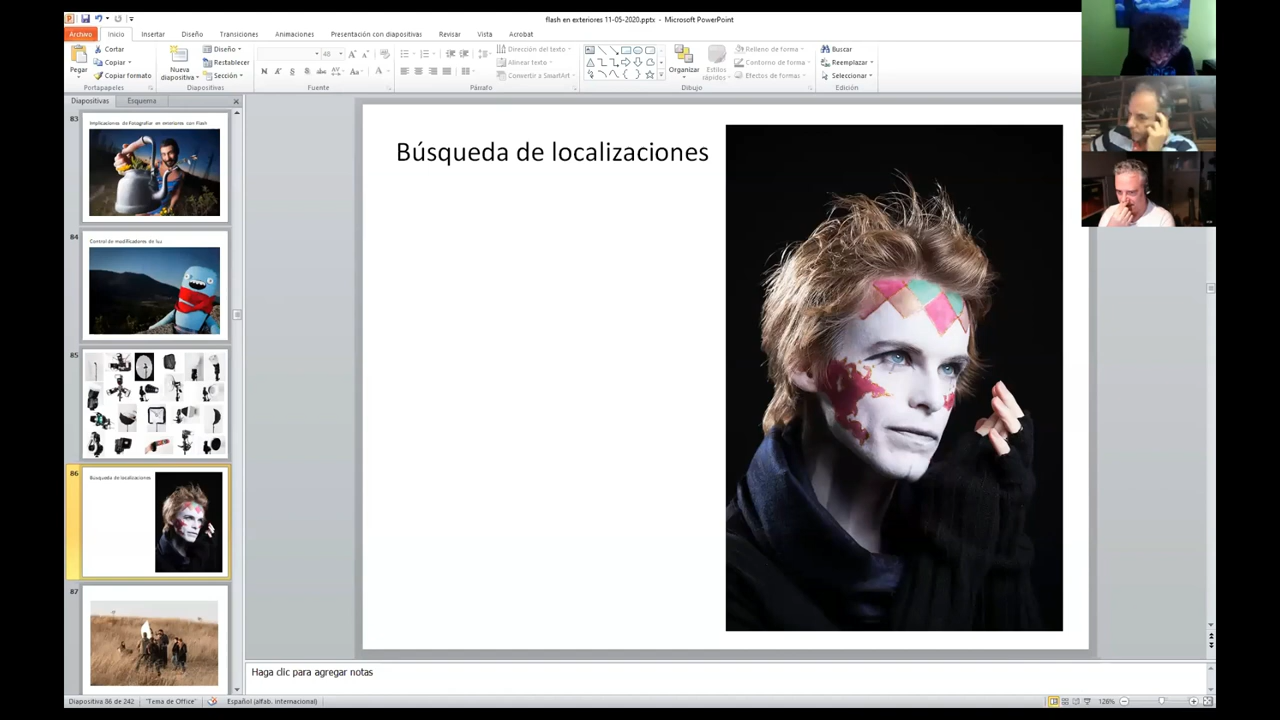 flash en exteriores 11-05-2020.pptx - Microsoft PowerPoint
Archivo Inicio Insertar Diseño Transiciones Animaciones Presentación con diapositivas Revisar Vista Acrobat
Cortar
Copiar
Copiar formato
Pegar
Portapapeles
Nueva diapositiva
Diseño
Restablecer
Sección
Diapositivas
48
N K S abc AV Aa A
Fuente
Párrafo
Dirección del texto
Alinear texto
Convertir a SmartArt
Organizar
Estilos rápidos
Relleno de forma
Contorno de forma
Efectos de formas
Dibujo
Buscar
Reemplazar
Seleccionar
Edición
Diapositivas Esquema
83
Implicaciones de Fotografiar en exteriores con Flash
84
Control de modificadores de luz
85
86
Búsqueda de localizaciones
87
Búsqueda de localizaciones
Haga clic para agregar notas
Diapositiva 86 de 242 "Tema de Office" Español (alfab. internacional) 126%